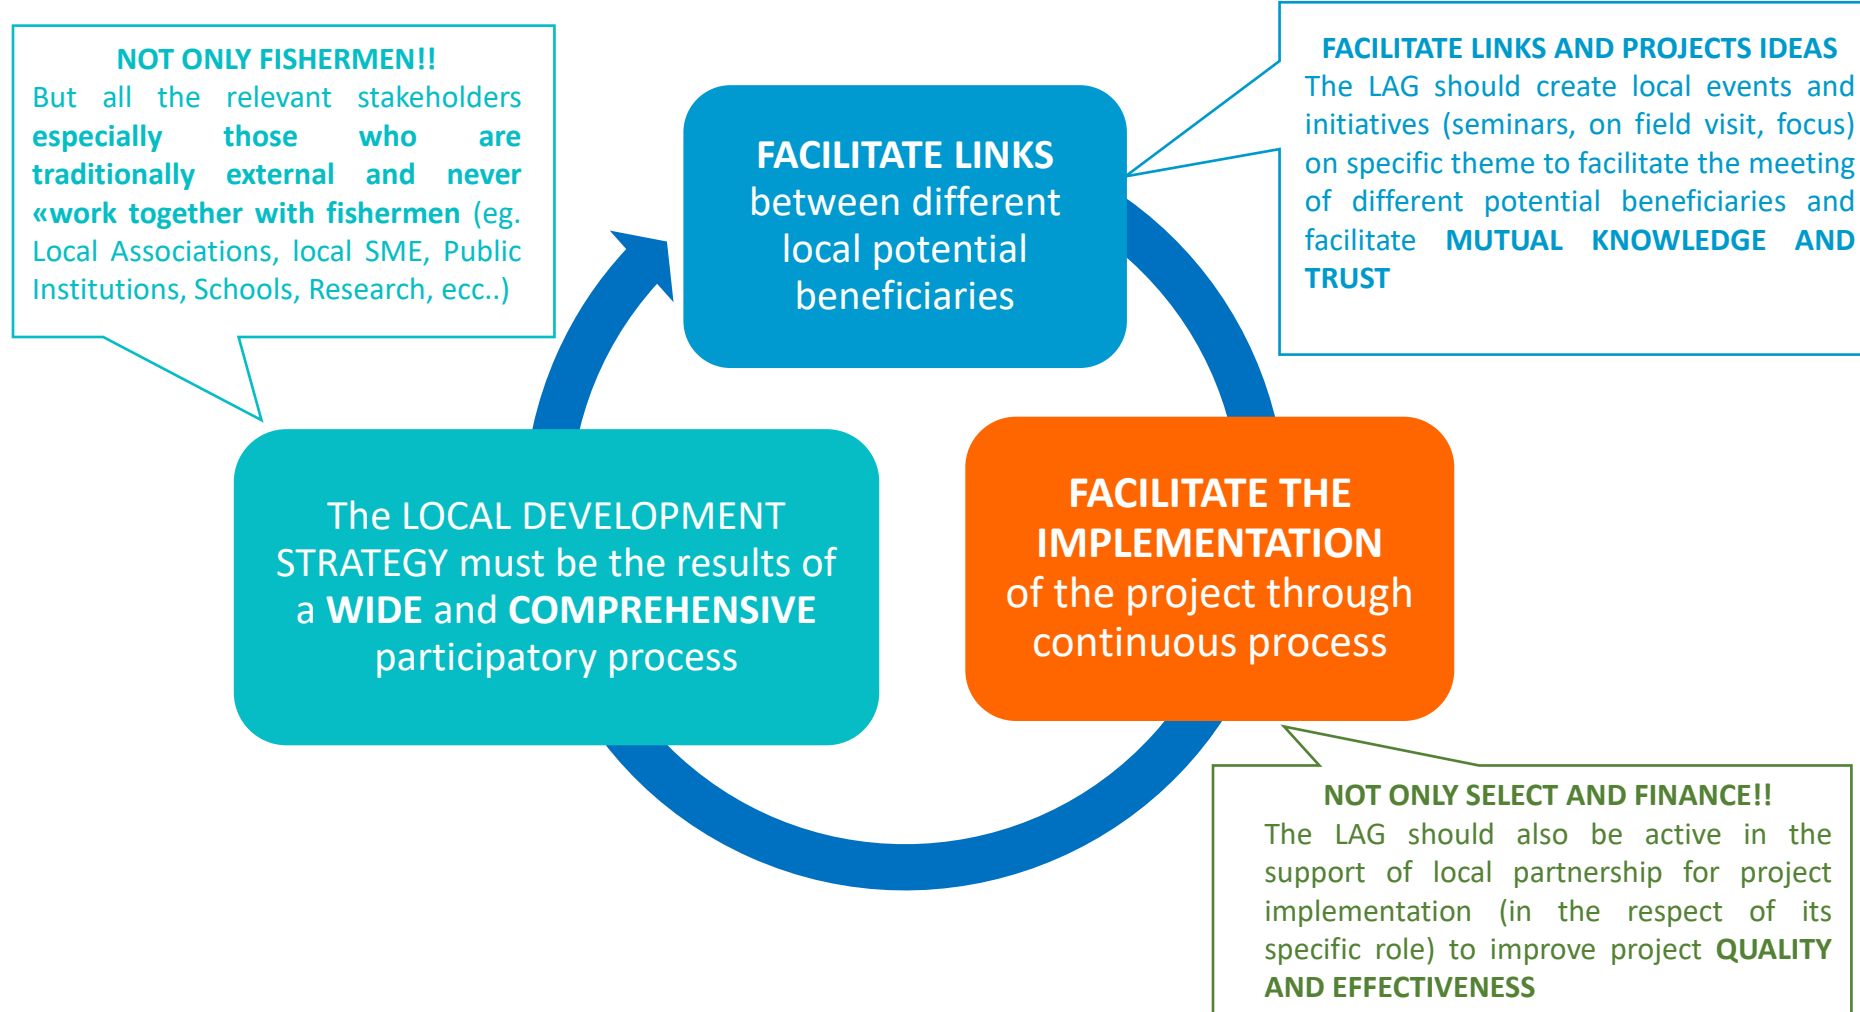 NOT ONLY FISHERMEN!!
But all the relevant stakeholders
especially those who are
traditionally external and never
«work together with fishermen (eg.
Local Associations, local SME, Public
Institutions, Schools, Research, ecc..)
FACILITATE LINKS
between different
local potential
beneficiaries
FACILITATE LINKS AND PROJECTS IDEAS
The LAG should create local events and
initiatives (seminars, on field visit, focus)
on specific theme to facilitate the meeting
of different potential beneficiaries and
facilitate MUTUAL KNOWLEDGE AND
TRUST
The LOCAL DEVELOPMENT
STRATEGY must be the results of
a WIDE and COMPREHENSIVE
participatory process
FACILITATE THE
IMPLEMENTATION
of the project through
continuous process
NOT ONLY SELECT AND FINANCE!!
The LAG should also be active in the
support of local partnership for project
implementation (in the respect of its
specific role) to improve project QUALITY
AND EFFECTIVENESS